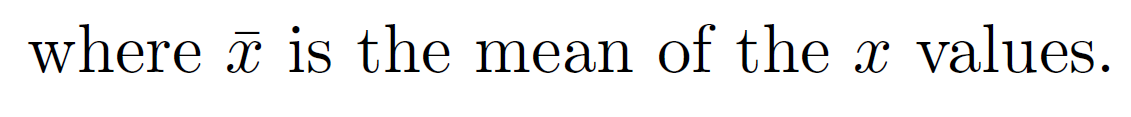 where x̄ is the mean of the x values.